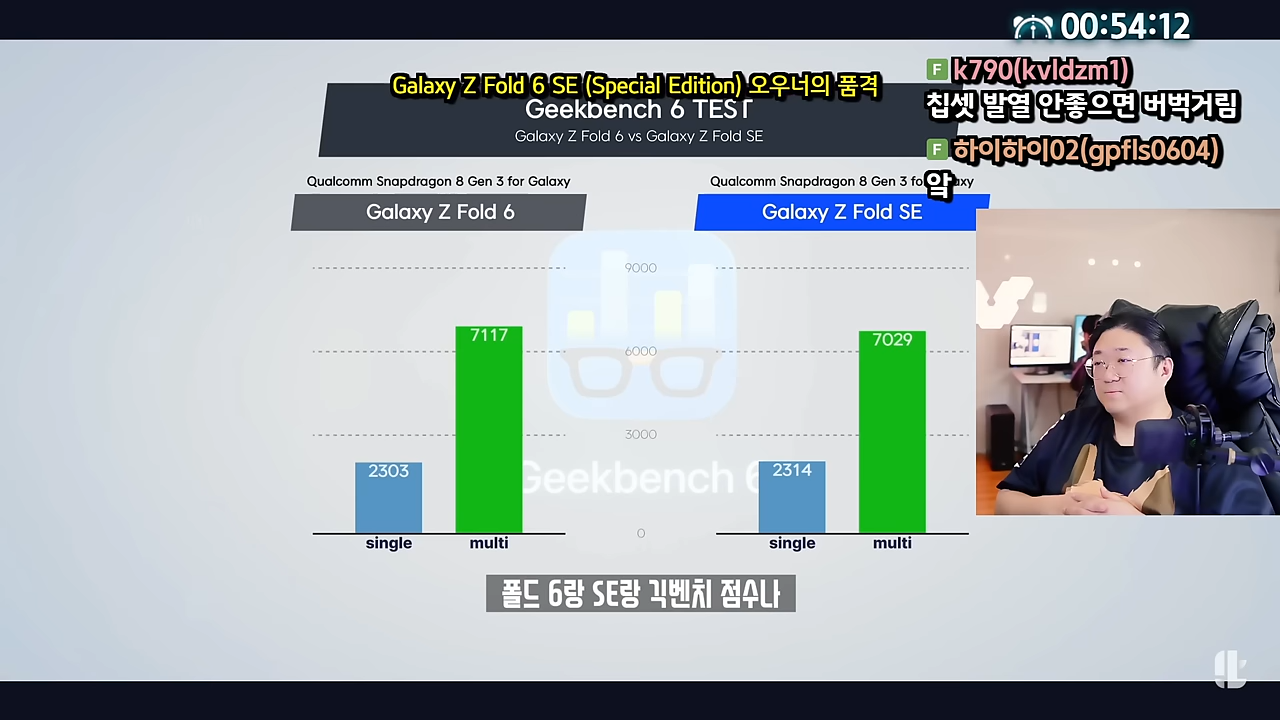 00:54:12
k790(kvldzm1)
칩셋 발열 안좋으면 버벅거림
하이하이02(gpfls0604)
앜
Galaxy Z Fold 6 SE (Special Edition) 오우너의 품격
Geekbench 6 TEST
Galaxy Z Fold 6 vs Galaxy Z Fold SE
Qualcomm Snapdragon 8 Gen 3 for Galaxy
Galaxy Z Fold 6
Qualcomm Snapdragon 8 Gen 3 fo axy
Galaxy Z Fold SE
9000
6000
3000
0
2303
7117
single
multi
2314
7029
single
multi
Geekbench 6
폴드 6랑 SE랑 긱벤치 점수나